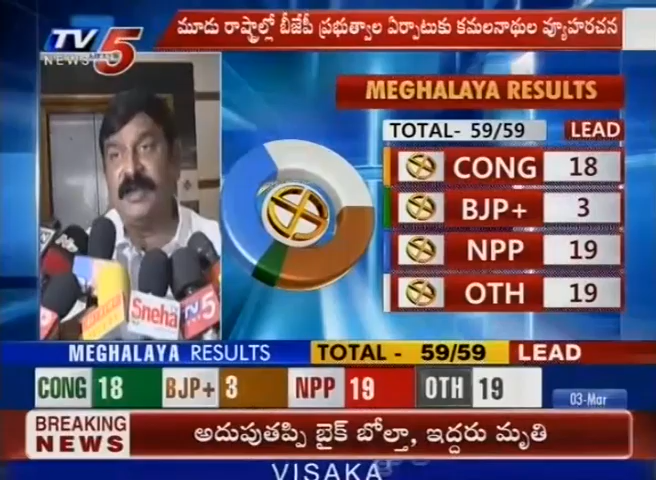 మూడు రాష్ట్రాల్లో బీజేపీ ప్రభుత్వాల ఏర్పాటుకు కమలనాథుల వ్యూహరచన
TV5
NEWS
MEGHALAYA RESULTS
TOTAL- 59/59 LEAD
CONG 18
BJP+ 3
NPP 19
OTH 19
Sneha
TV5
MEGHALAYA RESULTS TOTAL - 59/59 LEAD
CONG 18 BJP+ 3 NPP 19 OTH 19
03-Mar
BREAKING NEWS
అదుపుతప్పి బైక్ బోల్తా, ఇద్దరు మృతి
VISAKA